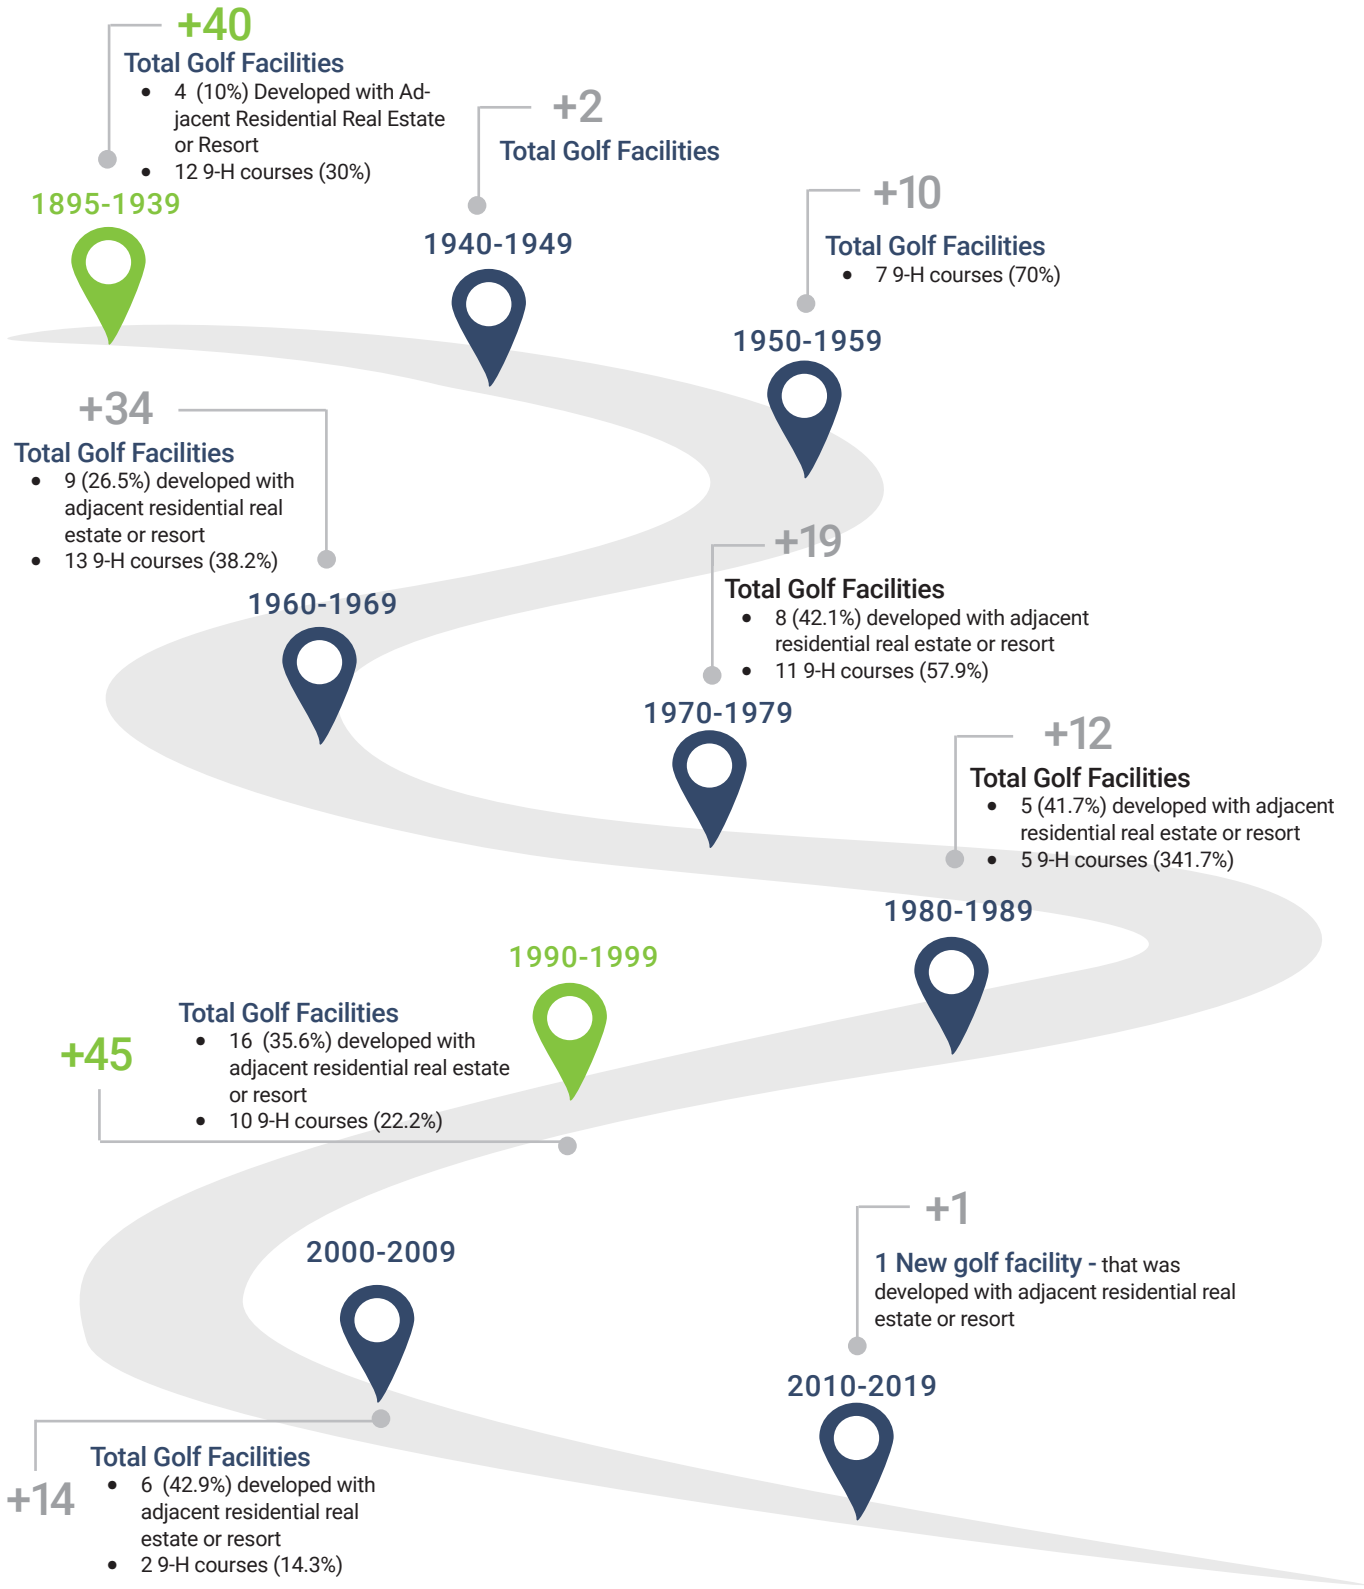 +40
Total Golf Facilities
• 4 (10%) Developed with Ad-
jacent Residential Real Estate
or Resort
• 12 9-H courses (30%)
1895-1939
+2
Total Golf Facilities
1940-1949
+10
Total Golf Facilities
• 7 9-H courses (70%)
1950-1959
+34
Total Golf Facilities
• 9 (26.5%) developed with
adjacent residential real
estate or resort
• 13 9-H courses (38.2%)
1960-1969
+19
Total Golf Facilities
• 8 (42.1%) developed with adjacent
residential real estate or resort
• 11 9-H courses (57.9%)
1970-1979
+12
Total Golf Facilities
• 5 (41.7%) developed with adjacent
residential real estate or resort
• 5 9-H courses (341.7%)
1980-1989
1990-1999
+45
Total Golf Facilities
• 16 (35.6%) developed with
adjacent residential real estate
or resort
• 10 9-H courses (22.2%)
2000-2009
+14
Total Golf Facilities
• 6 (42.9%) developed with
adjacent residential real
estate or resort
• 2 9-H courses (14.3%)
+1
1 New golf facility - that was
developed with adjacent residential real
estate or resort
2010-2019